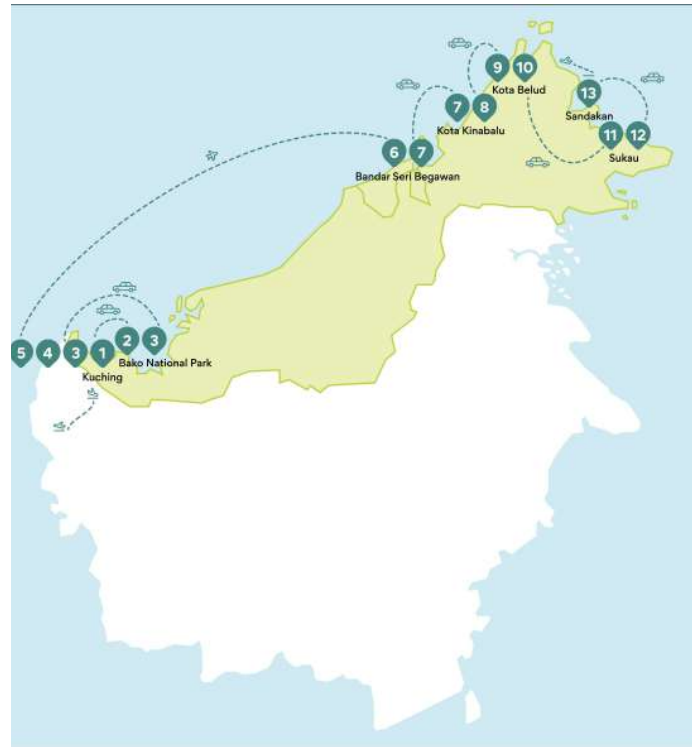 9 10
Kota Belud
13
Sandakan
7 8
Kota Kinabalu
11 12
Sukau
6 7
Bandar Seri Begawan
5 4 3 1 2 3
Bako National Park
Kuching